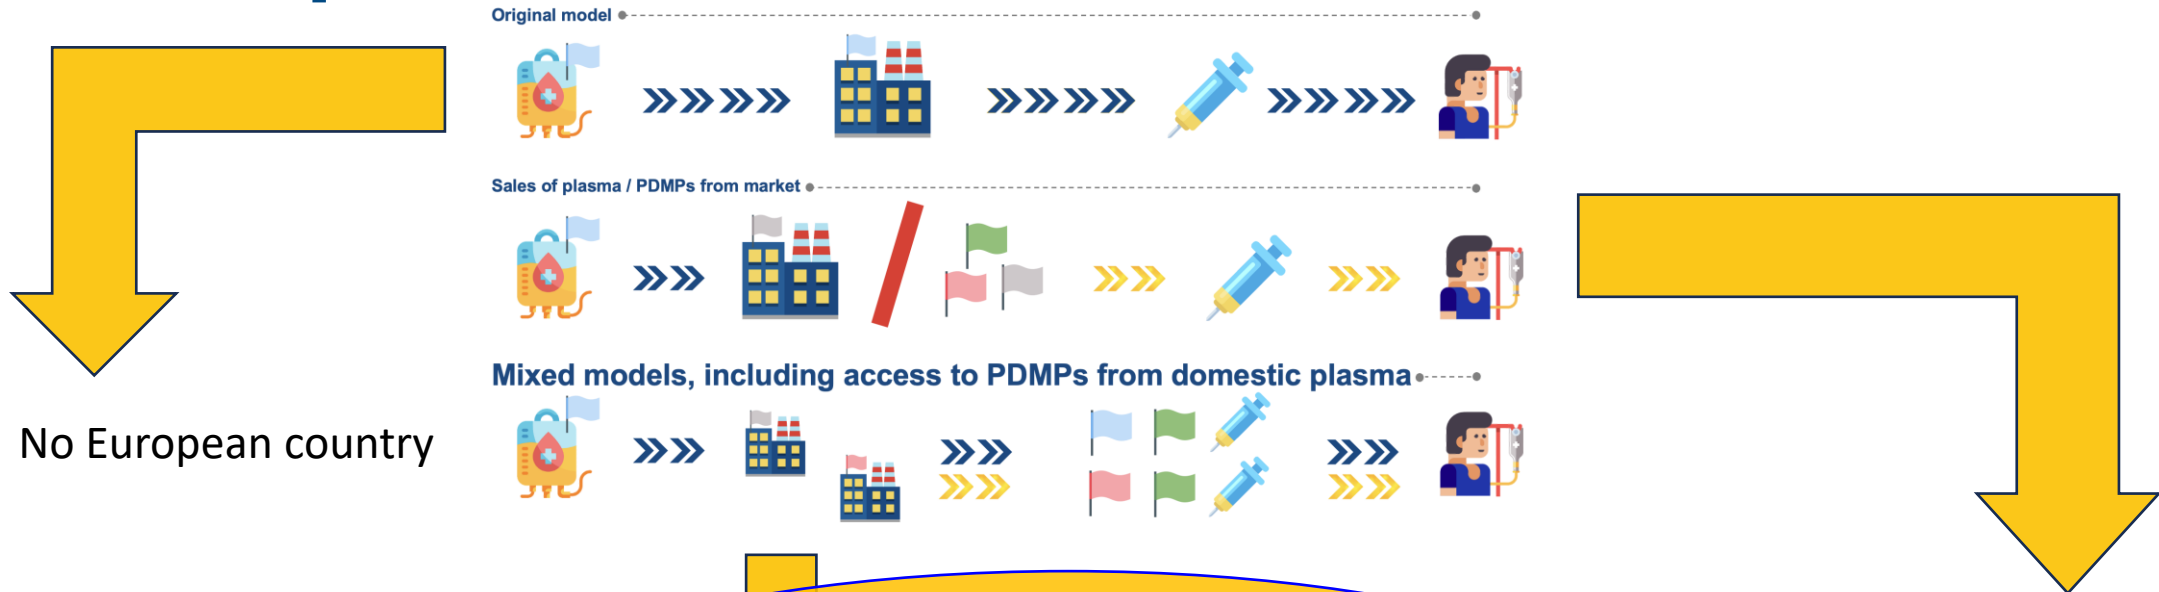 Original model
Sales of plasma / PDMPs from market
Mixed models, including access to PDMPs from domestic plasma
No European country